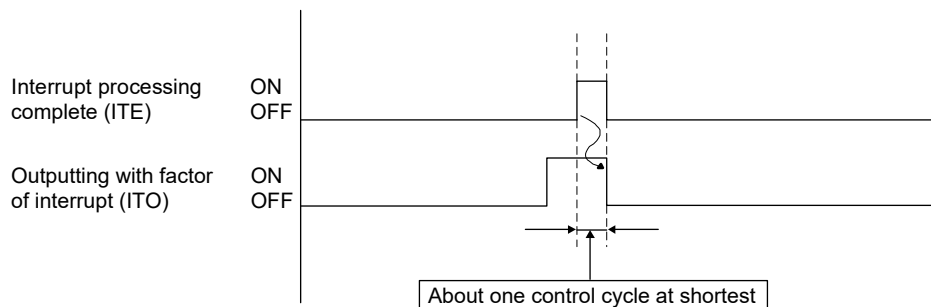 Interrupt processing
complete (ITE)
ON
OFF
Outputting with factor
of interrupt (ITO)
ON
OFF
About one control cycle at shortest